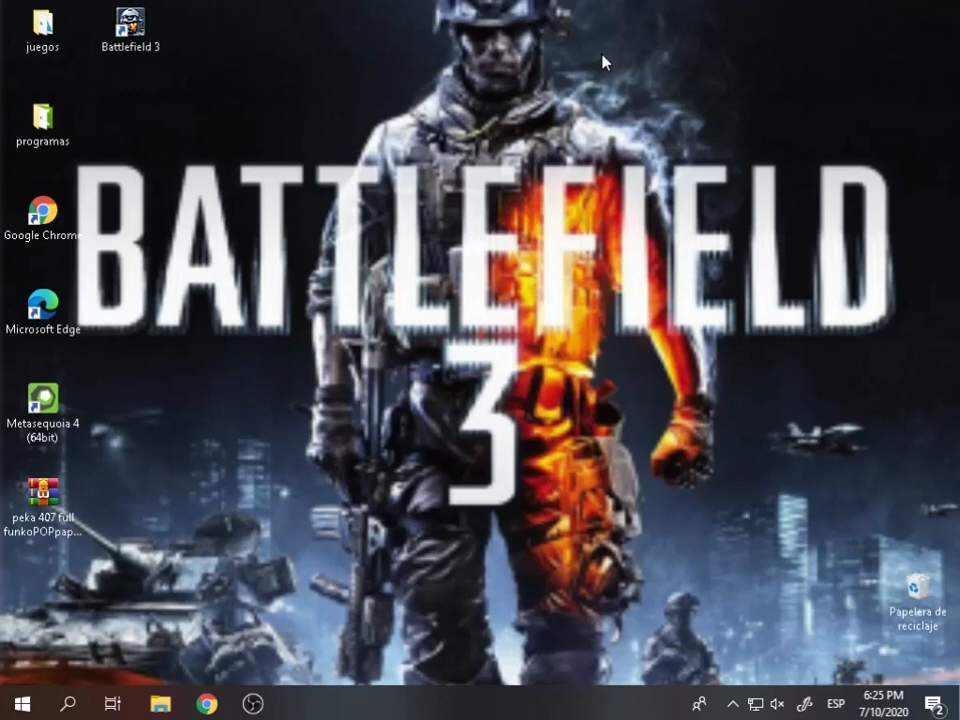 juegos
Battlefield 3
programas
Google Chrome
Microsoft Edge
Metasequoia 4
(64bit)
peka 407 full
funkoPOPpap...
BATTLEFIELD
3
Papelera de
reciclaje
ESP
6:25 PM
7/10/2020
2